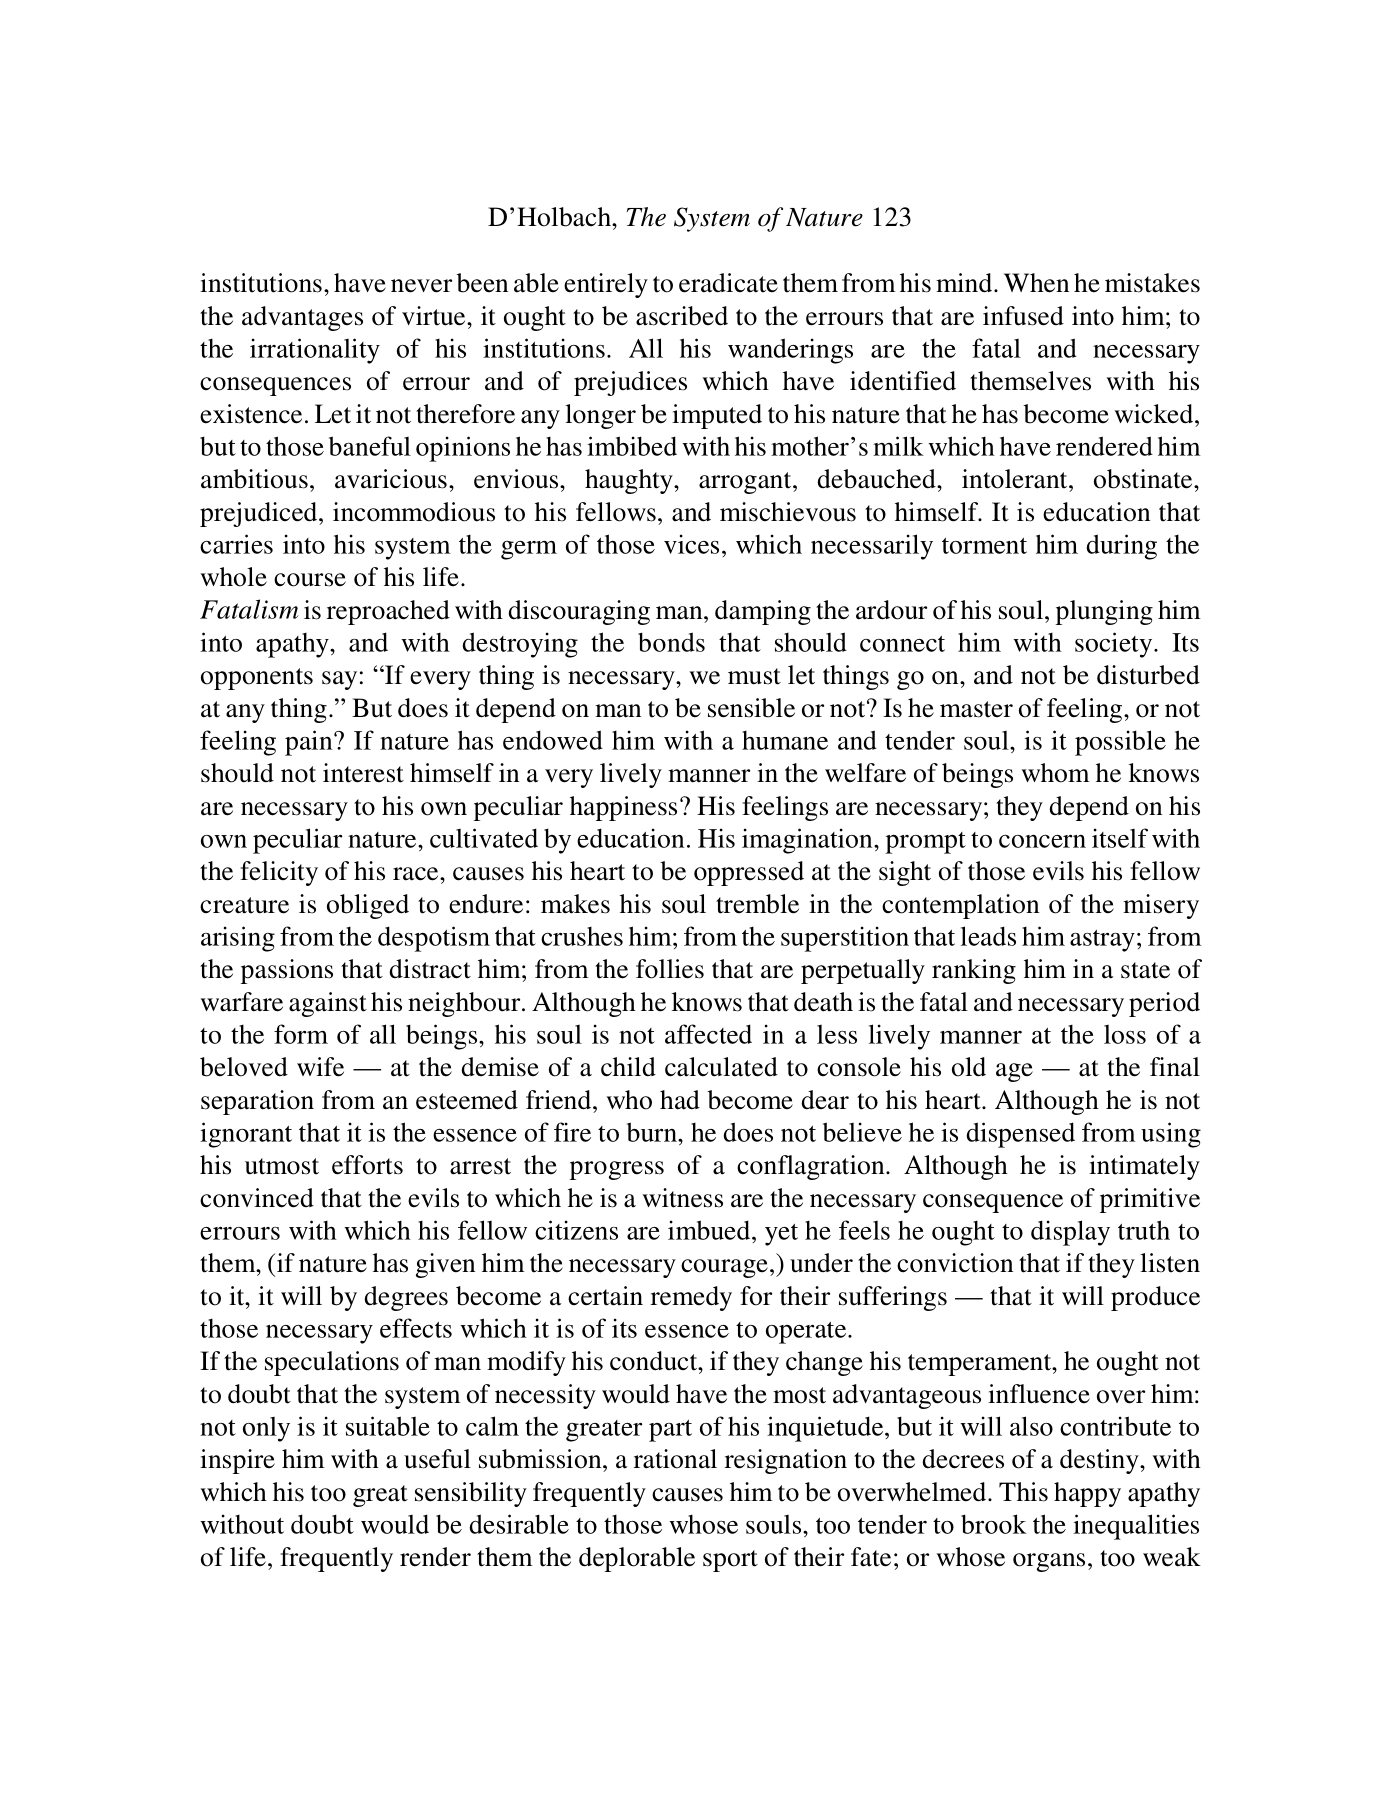 D’Holbach, The System of Nature 123
institutions, have never been able entirely to eradicate them from his mind. When he mistakes
the advantages of virtue, it ought to be ascribed to the errours that are infused into him; to
the irrationality of his institutions. All his wanderings are the fatal and necessary
consequences of errour and of prejudices which have identified themselves with his
existence. Let it not therefore any longer be imputed to his nature that he has become wicked,
but to those baneful opinions he has imbibed with his mother’s milk which have rendered him
ambitious, avaricious, envious, haughty, arrogant, debauched, intolerant, obstinate,
prejudiced, incommodious to his fellows, and mischievous to himself. It is education that
carries into his system the germ of those vices, which necessarily torment him during the
whole course of his life.
Fatalism is reproached with discouraging man, damping the ardour of his soul, plunging him
into apathy, and with destroying the bonds that should connect him with society. Its
opponents say: “If every thing is necessary, we must let things go on, and not be disturbed
at any thing.” But does it depend on man to be sensible or not? Is he master of feeling, or not
feeling pain? If nature has endowed him with a humane and tender soul, is it possible he
should not interest himself in a very lively manner in the welfare of beings whom he knows
are necessary to his own peculiar happiness? His feelings are necessary; they depend on his
own peculiar nature, cultivated by education. His imagination, prompt to concern itself with
the felicity of his race, causes his heart to be oppressed at the sight of those evils his fellow
creature is obliged to endure: makes his soul tremble in the contemplation of the misery
arising from the despotism that crushes him; from the superstition that leads him astray; from
the passions that distract him; from the follies that are perpetually ranking him in a state of
warfare against his neighbour. Although he knows that death is the fatal and necessary period
to the form of all beings, his soul is not affected in a less lively manner at the loss of a
beloved wife — at the demise of a child calculated to console his old age — at the final
separation from an esteemed friend, who had become dear to his heart. Although he is not
ignorant that it is the essence of fire to burn, he does not believe he is dispensed from using
his utmost efforts to arrest the progress of a conflagration. Although he is intimately
convinced that the evils to which he is a witness are the necessary consequence of primitive
errours with which his fellow citizens are imbued, yet he feels he ought to display truth to
them, (if nature has given him the necessary courage,) under the conviction that if they listen
to it, it will by degrees become a certain remedy for their sufferings — that it will produce
those necessary effects which it is of its essence to operate.
If the speculations of man modify his conduct, if they change his temperament, he ought not
to doubt that the system of necessity would have the most advantageous influence over him:
not only is it suitable to calm the greater part of his inquietude, but it will also contribute to
inspire him with a useful submission, a rational resignation to the decrees of a destiny, with
which his too great sensibility frequently causes him to be overwhelmed. This happy apathy
without doubt would be desirable to those whose souls, too tender to brook the inequalities
of life, frequently render them the deplorable sport of their fate; or whose organs, too weak